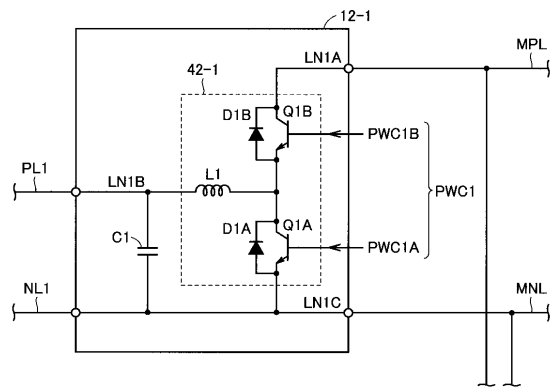 12-1
LN1A
MPL
42-1
D1B
Q1B
PWC1B
PL1
LN1B
L1
PWC1
D1A
Q1A
C1
PWC1A
NL1
LN1C
MNL